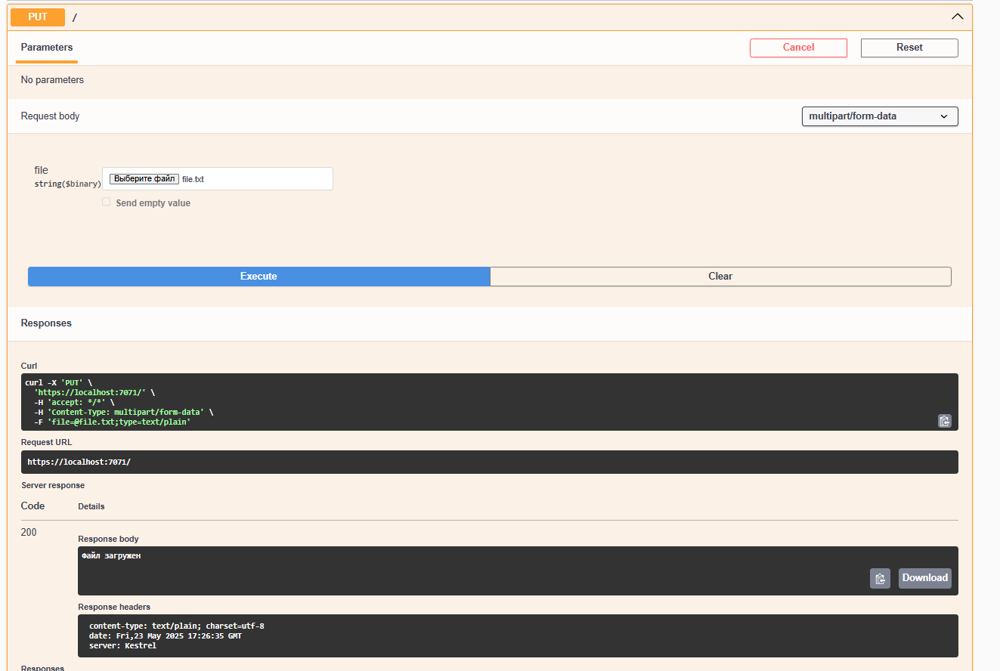 PUT /
Parameters
Cancel
Reset
No parameters
Request body
multipart/form-data
file
string($binary)
Выберите файл file.txt
Send empty value
Execute
Clear
Responses
Curl
curl -X 'PUT' \
'https://localhost:7071/' \
-H 'accept: */*' \
-H 'Content-Type: multipart/form-data' \
-F 'file=@file.txt;type=text/plain'
Request URL
https://localhost:7071/
Server response
Code Details
200
Response body
Файл загружен
Download
Response headers
content-type: text/plain; charset=utf-8
date: Fri,23 May 2025 17:26:35 GMT
server: Kestrel
Responses